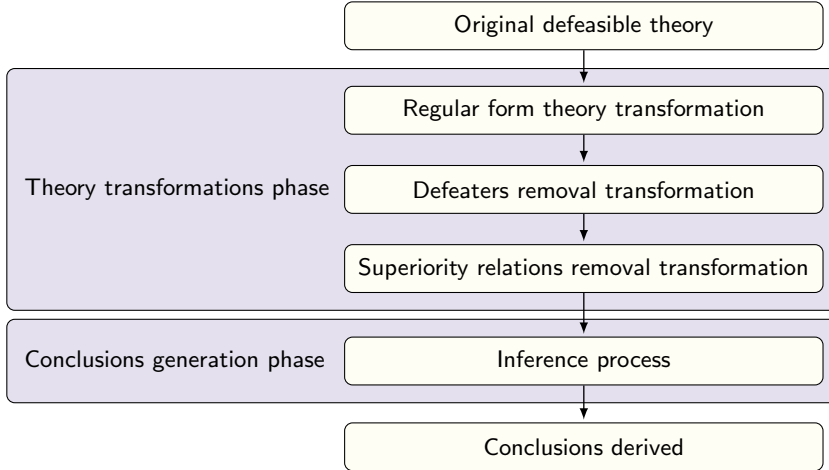 Original defeasible theory
Regular form theory transformation
Theory transformations phase
Defeaters removal transformation
Superiority relations removal transformation
Conclusions generation phase
Inference process
Conclusions derived